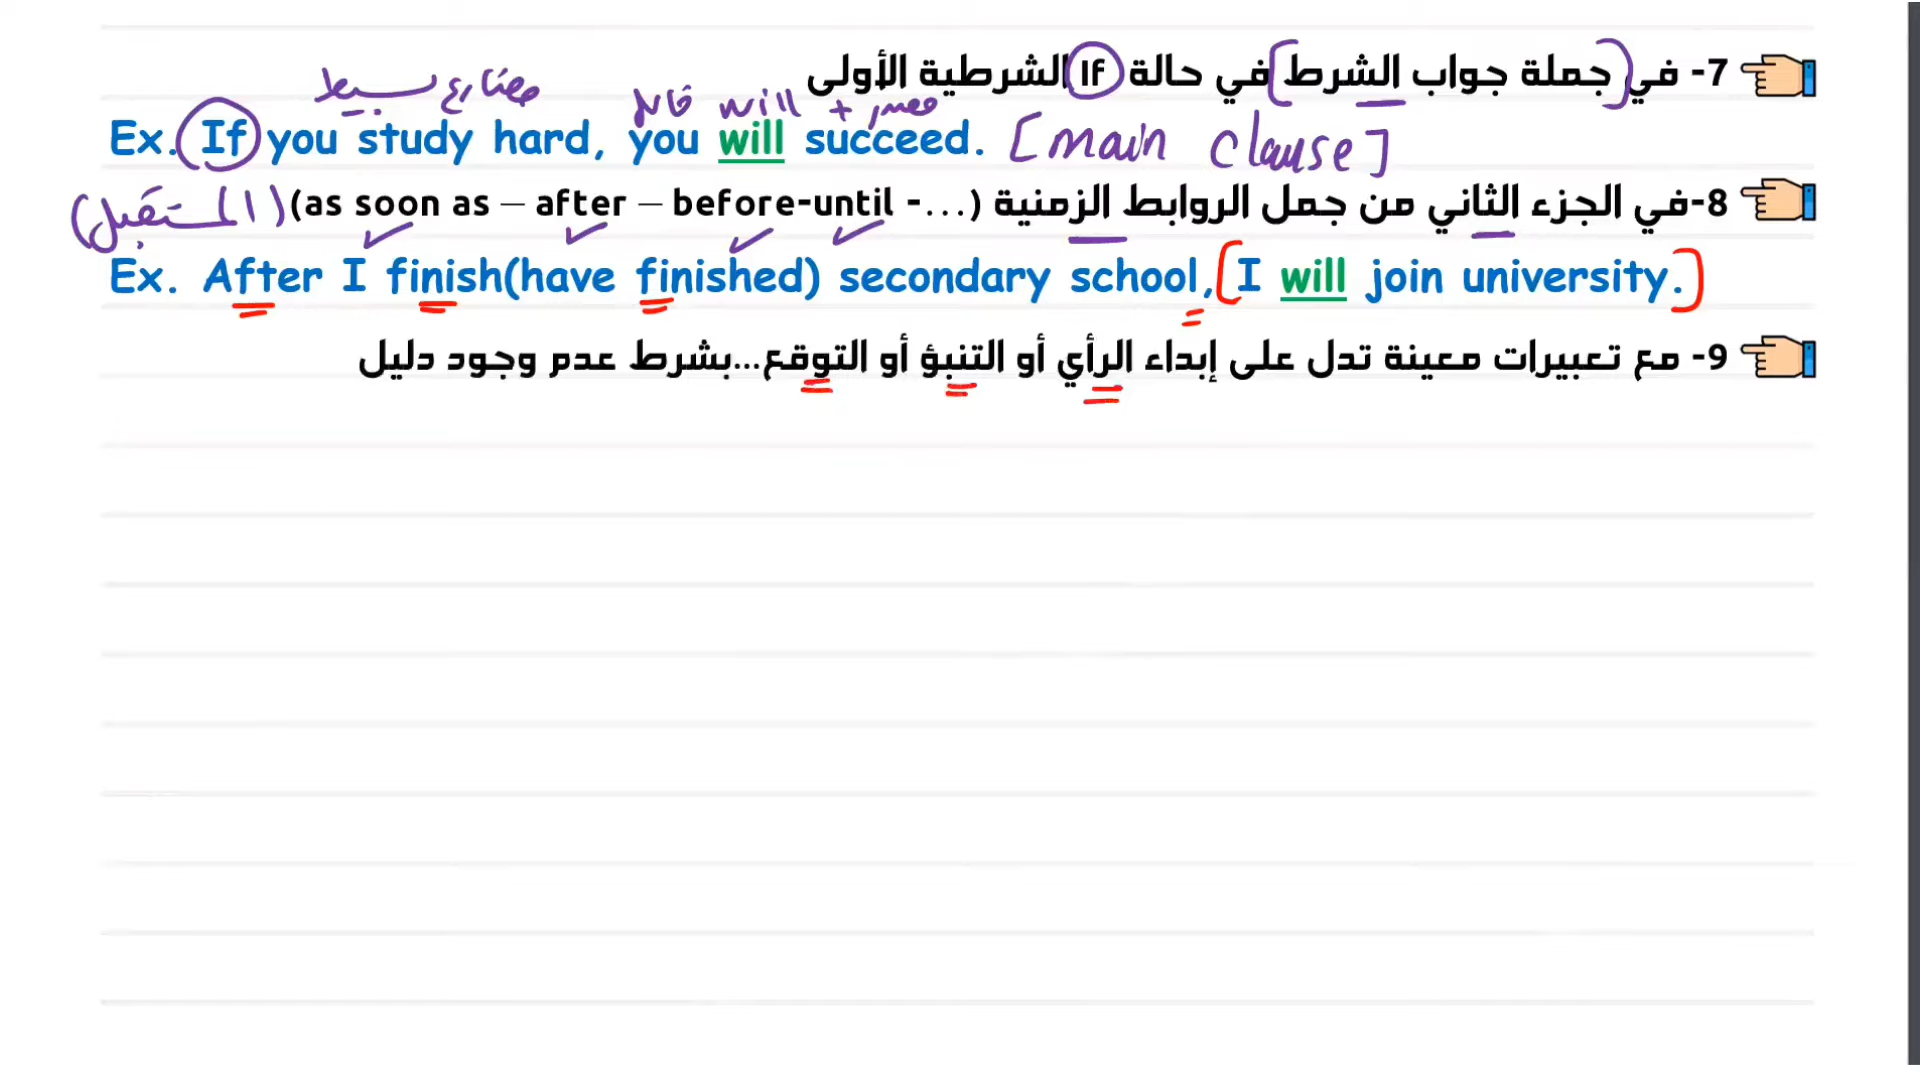 7- في [جملة جواب الشرط] في حالة If الشرطية الأولى
مضارع بسيط فاعل will + مصدر
Ex. If you study hard, you will succeed. [main clause]
8-في الجزء الثاني من جمل الروابط الزمنية (as soon as – after – before-until -...) (المستقبل)
Ex. After I finish(have finished) secondary school, [I will join university.]
9- مع تعبيرات معينة تدل على إبداء الرأي أو التنبؤ أو التوقع...بشرط عدم وجود دليل